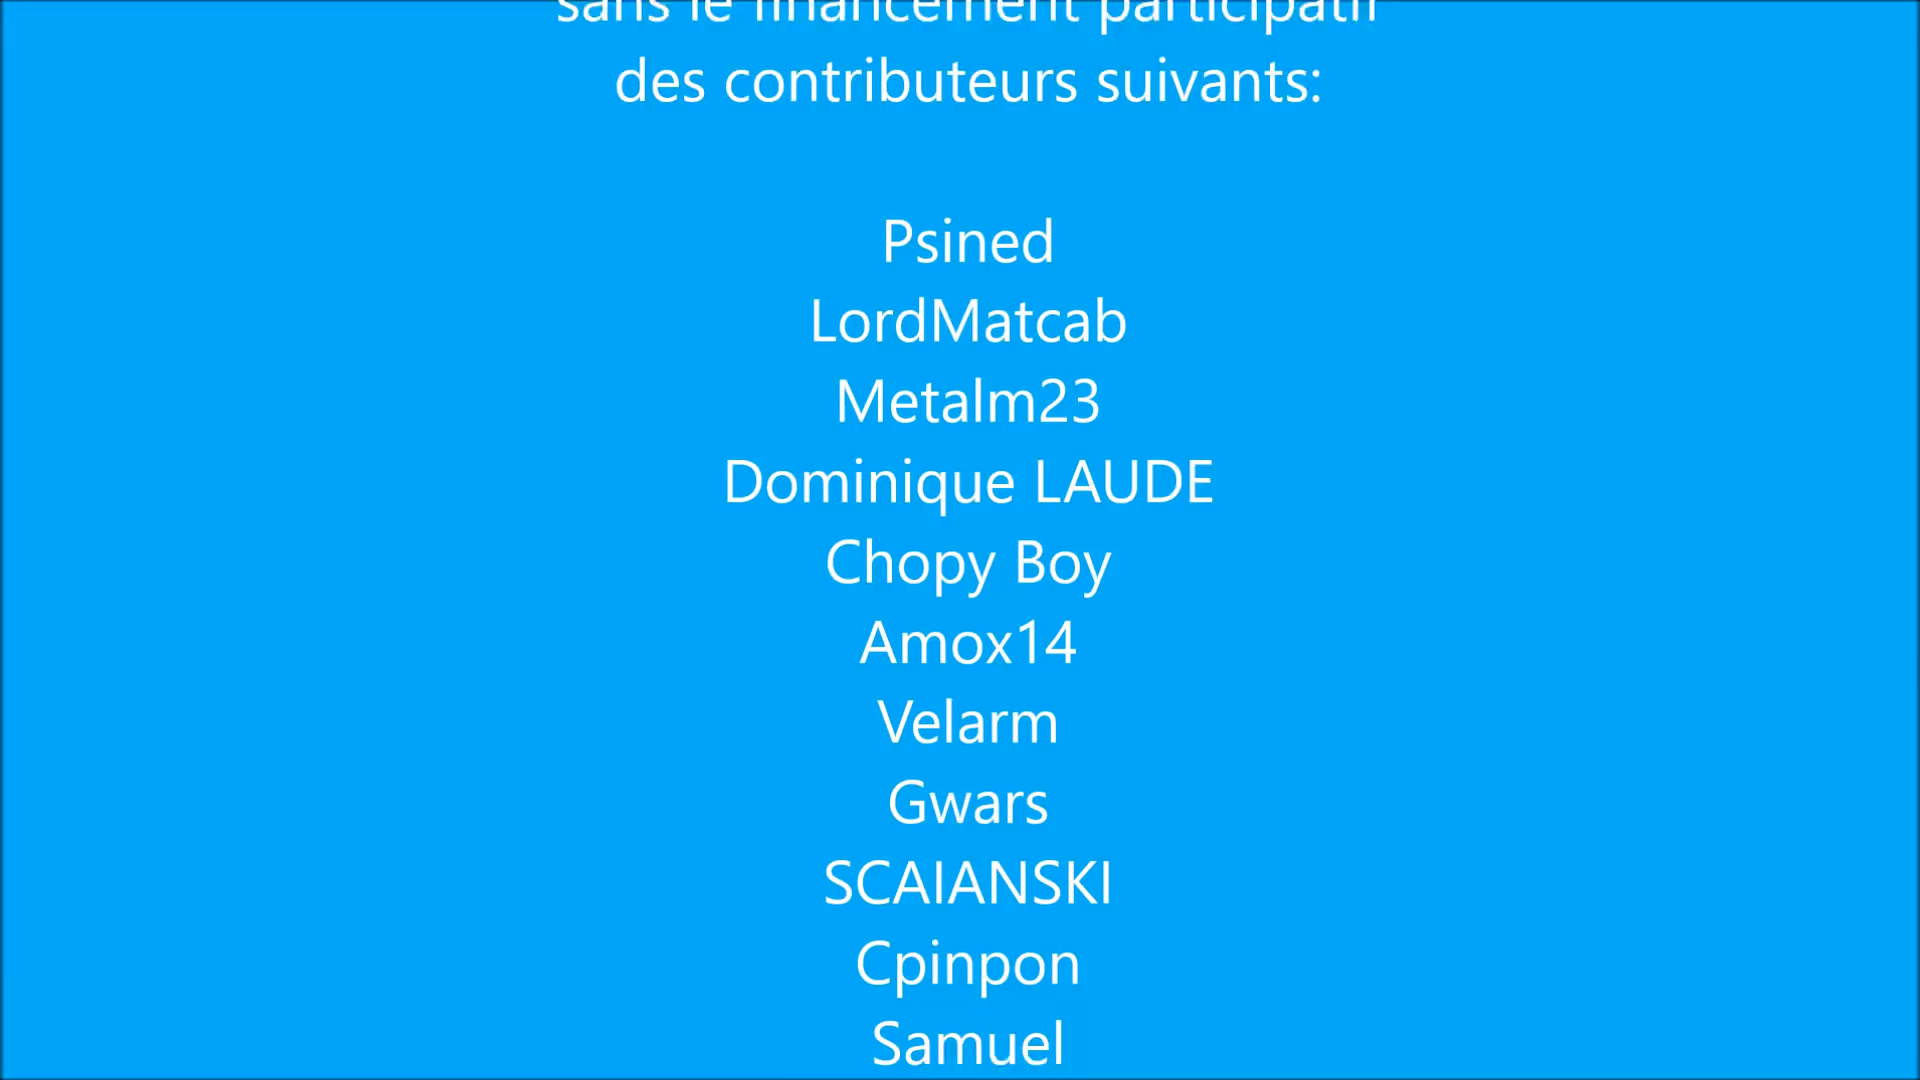 sans le financement participatif
des contributeurs suivants:
Psined
LordMatcab
Metalm23
Dominique LAUDE
Chopy Boy
Amox14
Velarm
Gwars
SCAIANSKI
Cpinpon
Samuel